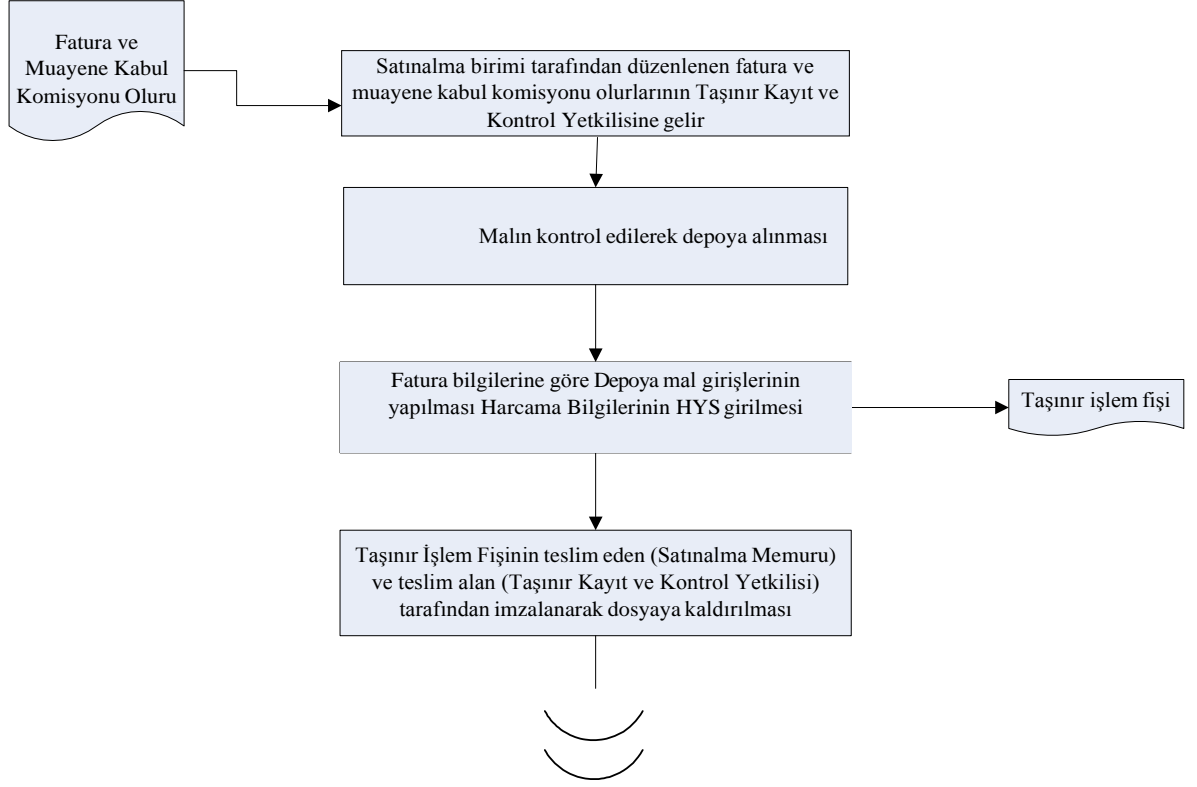 Fatura ve
Muayene Kabul
Komisyonu Oluru
Satınalma birimi tarafından düzenlenen fatura ve
muayene kabul komisyonu olurlarının Taşınır Kayıt ve
Kontrol Yetkilisine gelir
Malın kontrol edilerek depoya alınması
Fatura bilgilerine göre Depoya mal girişlerinin
yapılması Harcama Bilgilerinin HYS girilmesi
Taşınır işlem fişi
Taşınır İşlem Fişinin teslim eden (Satınalma Memuru)
ve teslim alan (Taşınır Kayıt ve Kontrol Yetkilisi)
tarafından imzalanarak dosyaya kaldırılması